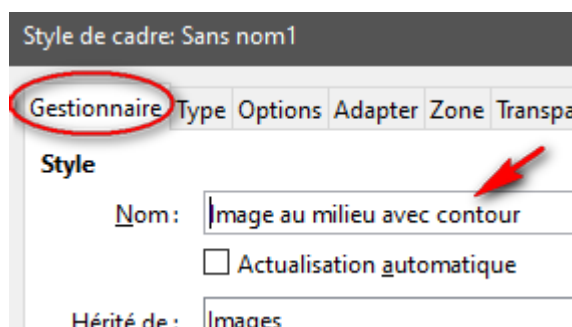 Style de cadre: Sans nom1
Gestionnaire Type Options Adapter Zone Transpa
Style
Nom : Image au milieu avec contour
Actualisation automatique
Hérité de : Images